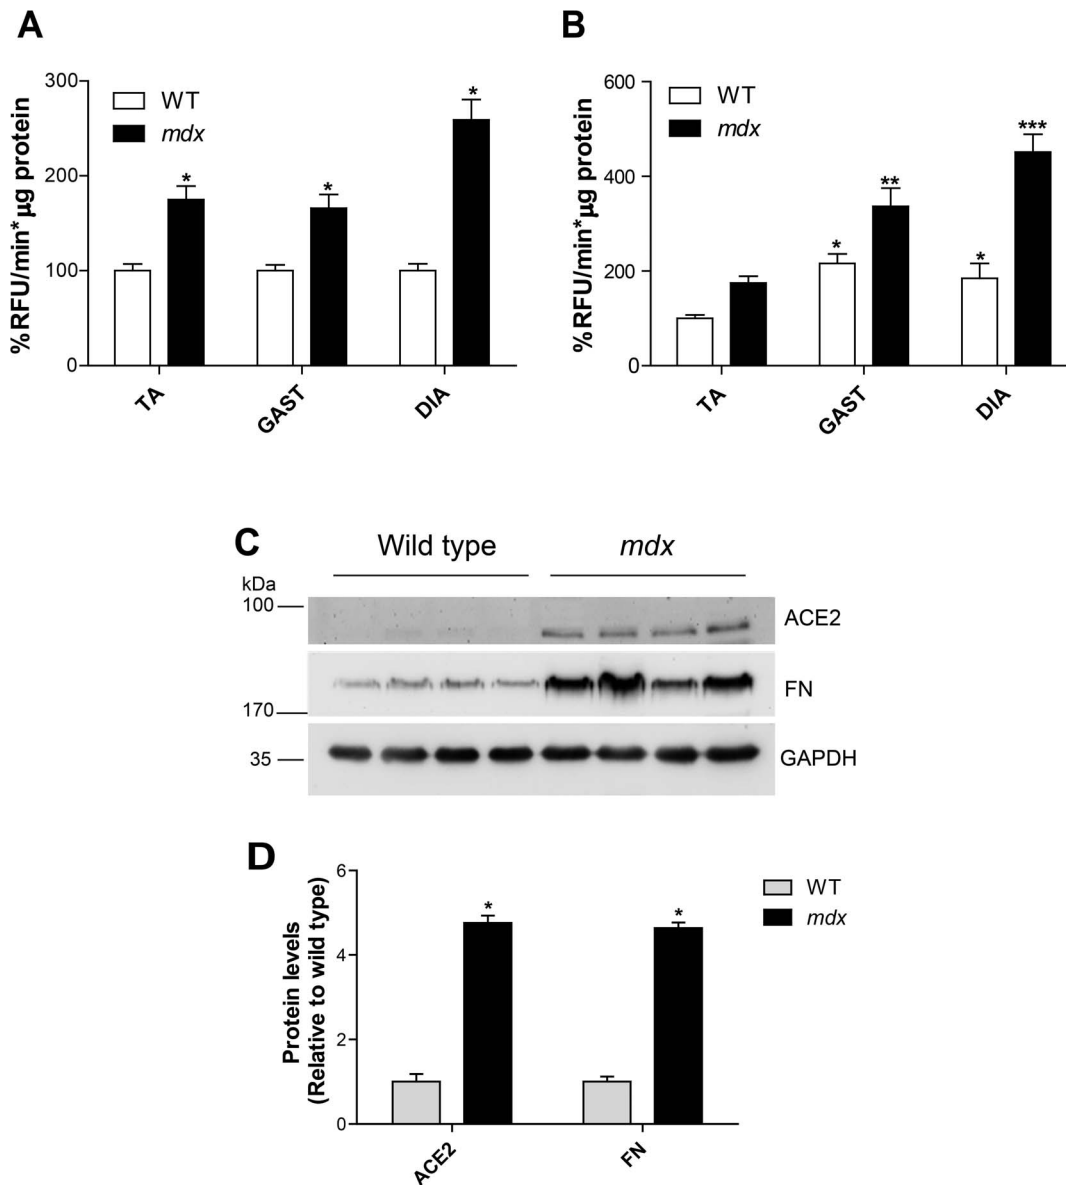 A
%RFU/min*µg protein
300
200
100
0
WT
mdx
*
*
*
TA
GAST
DIA
B
%RFU/min*µg protein
600
400
200
0
WT
mdx
*
**
*
***
TA
GAST
DIA
C
Wild type
mdx
kDa
100
ACE2
FN
170
35
GAPDH
D
Protein levels
(Relative to wild type)
6
4
2
0
WT
mdx
*
*
ACE2
FN